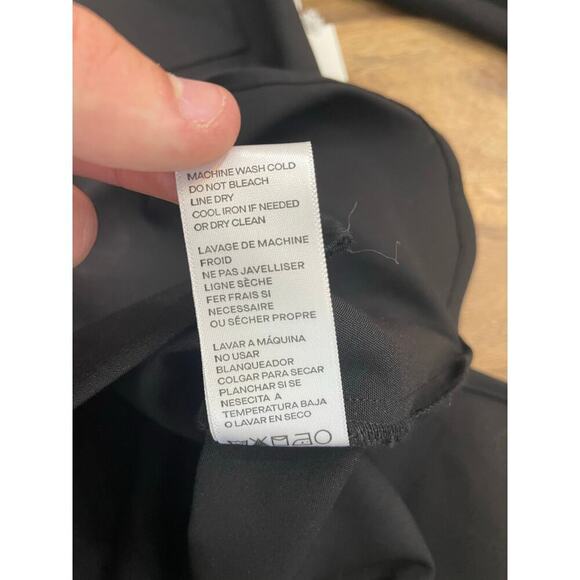 MACHINE WASH COLD
DO NOT BLEACH
LINE DRY
COOL IRON IF NEEDED
OR DRY CLEAN
LAVAGE DE MACHINE
FROID
NE PAS JAVELLISER
LIGNE SÈCHE
FER FRAIS SI
NECESSAIRE
OU SÉCHER PROPRE
LAVAR A MÁQUINA
NO USAR
BLANQUEADOR
COLGAR PARA SECAR
PLANCHAR SI SE
NESECITA A
TEMPERATURA BAJA
O LAVAR EN SECO